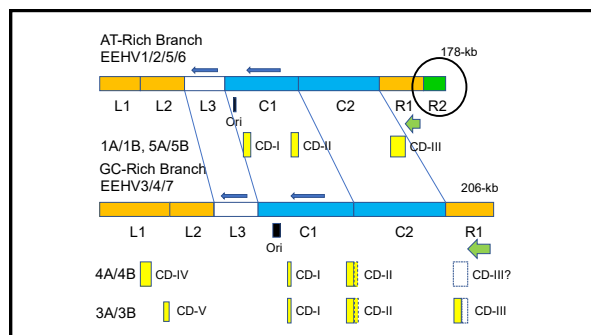 AT-Rich Branch
EEHV1/2/5/6
178-kb
L1 L2 L3 C1 C2 R1 R2
Ori
1A/1B, 5A/5B CD-I CD-II CD-III
GC-Rich Branch
EEHV3/4/7
206-kb
L1 L2 L3 C1 C2 R1
Ori
4A/4B CD-IV CD-I CD-II CD-III?
3A/3B CD-V CD-I CD-II CD-III